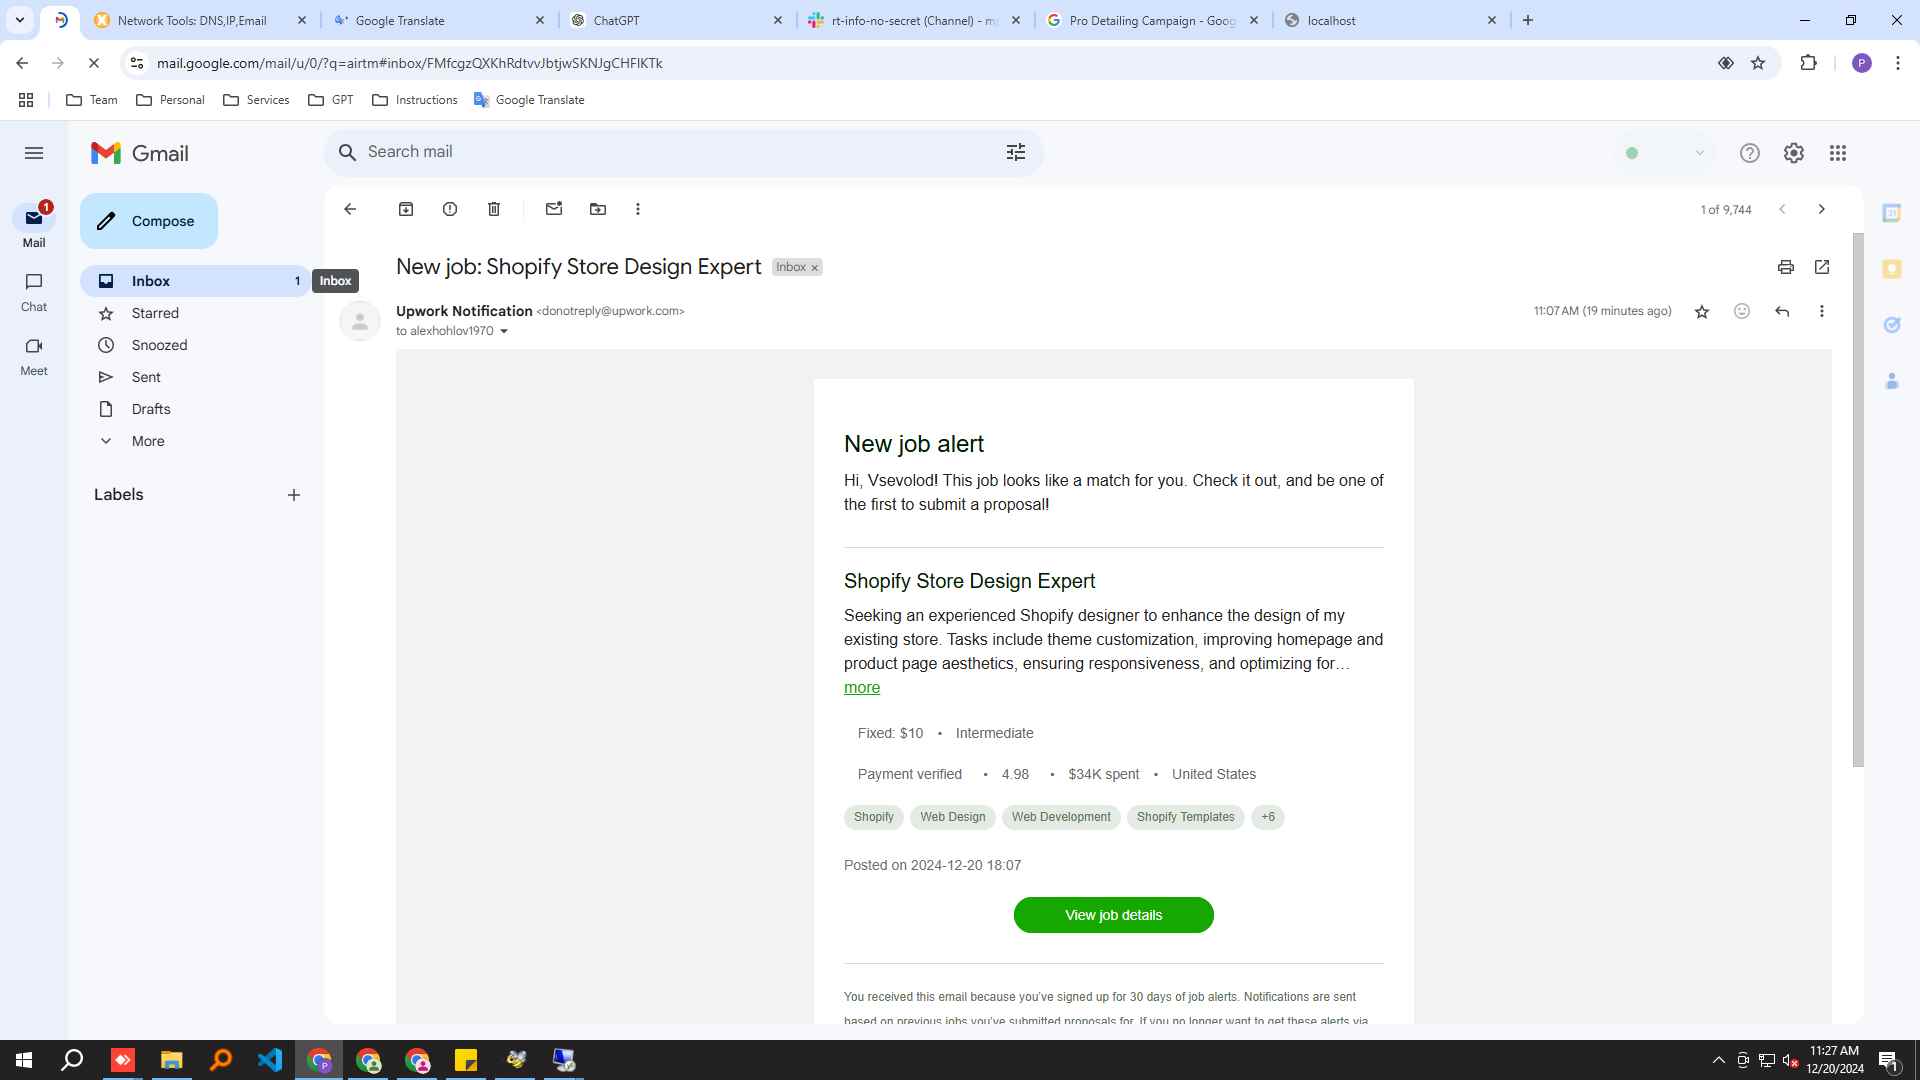 Network Tools: DNS,IP,Email
Google Translate
ChatGPT
rt-info-no-secret (Channel) - m
Pro Detailing Campaign - Goog
localhost
mail.google.com/mail/u/0/?q=airtm#inbox/FMfcgzQXKhRdtvvJbtjwSKNJgCHFlKTk
P
Team
Personal
Services
GPT
Instructions
Google Translate
Gmail
Search mail
1
Mail
Chat
Meet
Compose
Inbox 1
Inbox
Starred
Snoozed
Sent
Drafts
More
Labels
1 of 9,744
New job: Shopify Store Design Expert
Inbox x
Upwork Notification <donotreply@upwork.com>
11:07 AM (19 minutes ago)
to alexhohlov1970
New job alert
Hi, Vsevolod! This job looks like a match for you. Check it out, and be one of
the first to submit a proposal!
Shopify Store Design Expert
Seeking an experienced Shopify designer to enhance the design of my
existing store. Tasks include theme customization, improving homepage and
product page aesthetics, ensuring responsiveness, and optimizing for…
more
Fixed: $10 • Intermediate
Payment verified • 4.98 • $34K spent • United States
Shopify
Web Design
Web Development
Shopify Templates
+6
Posted on 2024-12-20 18:07
View job details
You received this email because you've signed up for 30 days of job alerts. Notifications are sent
based on previous jobs you've submitted proposals for. If you no longer want to get these alerts via
31
P
11:27 AM
12/20/2024
1